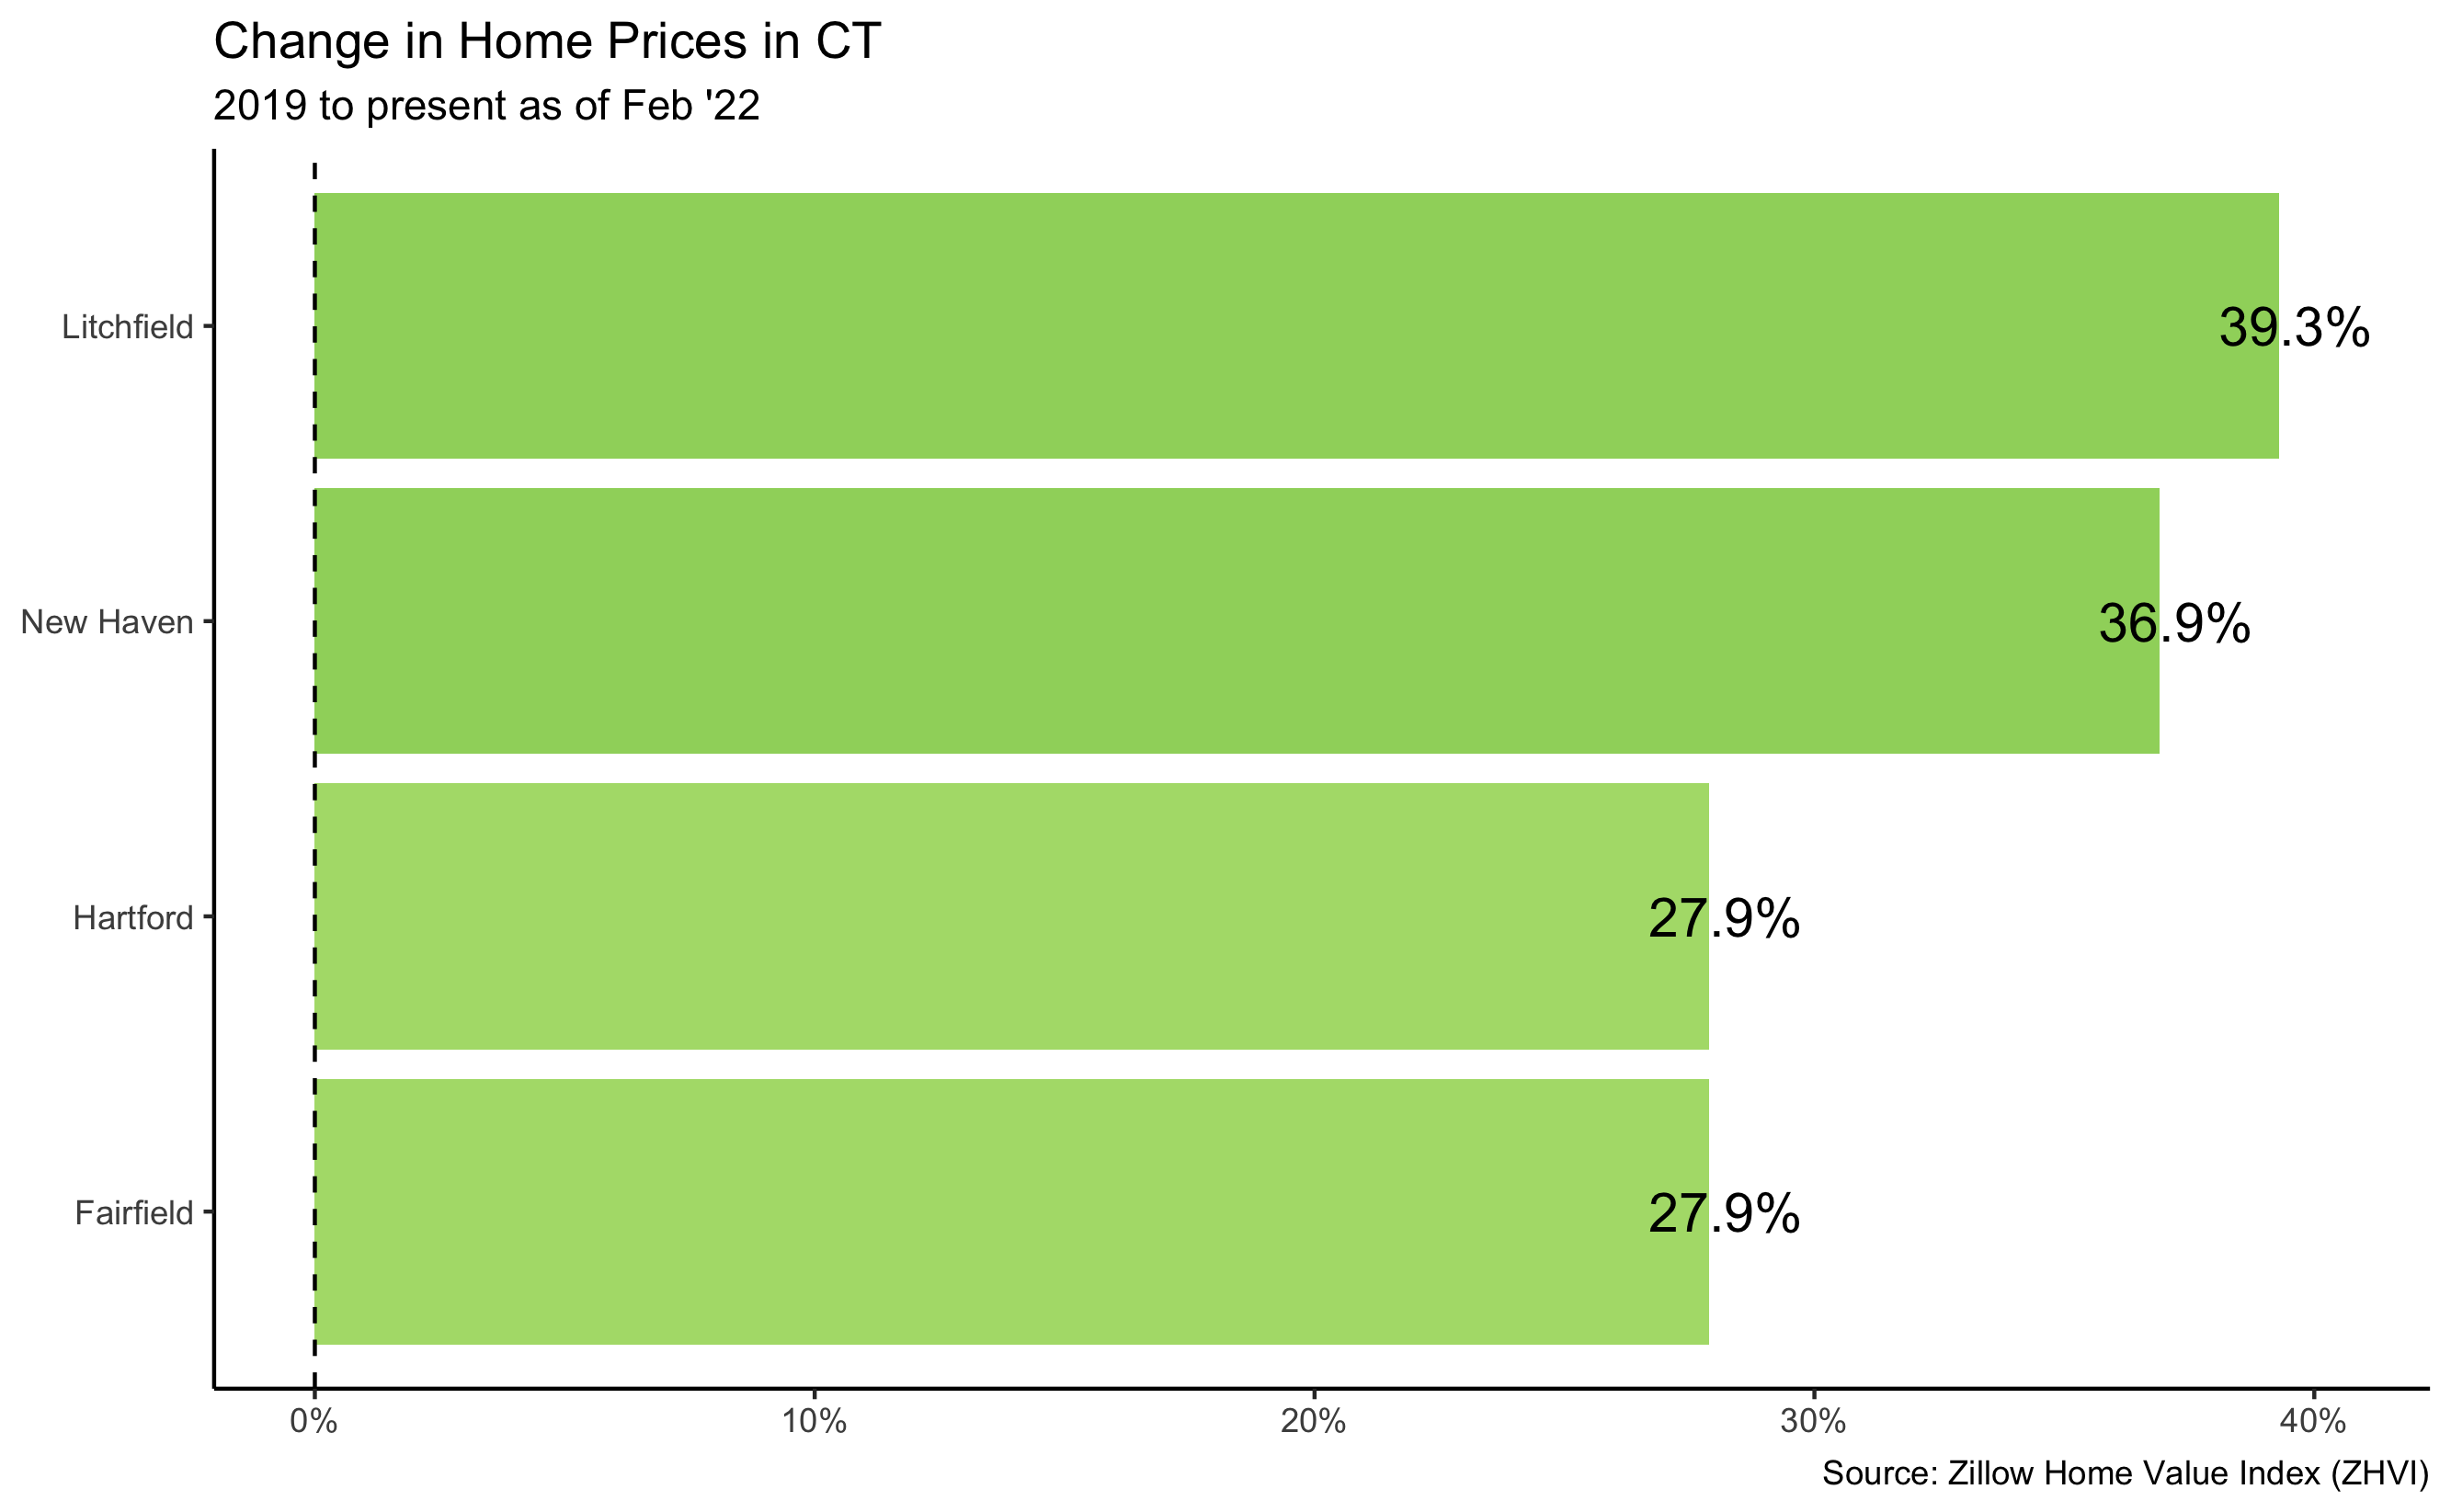 Change in Home Prices in CT
2019 to present as of Feb '22
Litchfield
39.3%
New Haven
36.9%
Hartford
27.9%
Fairfield
27.9%
0% 10% 20% 30% 40%
Source: Zillow Home Value Index (ZHVI)